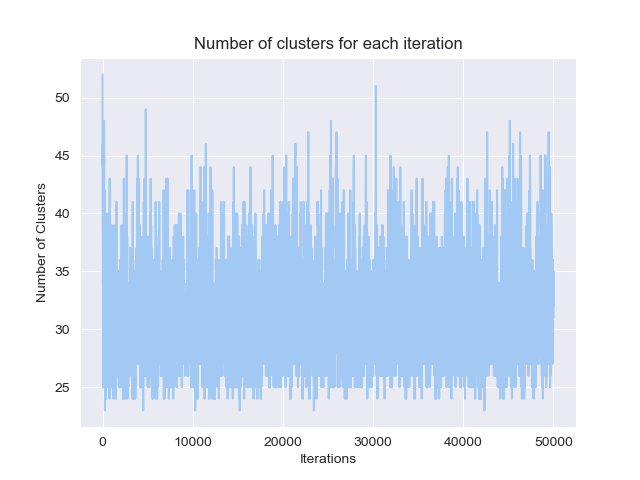 Number of clusters for each iteration
50
45
40
35
30
25
Number of Clusters
0 10000 20000 30000 40000 50000
Iterations